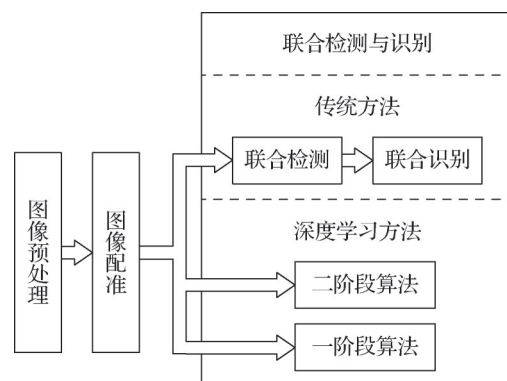 联合检测与识别
传统方法
联合检测
联合识别
图像预处理
图像配准
深度学习方法
二阶段算法
一阶段算法